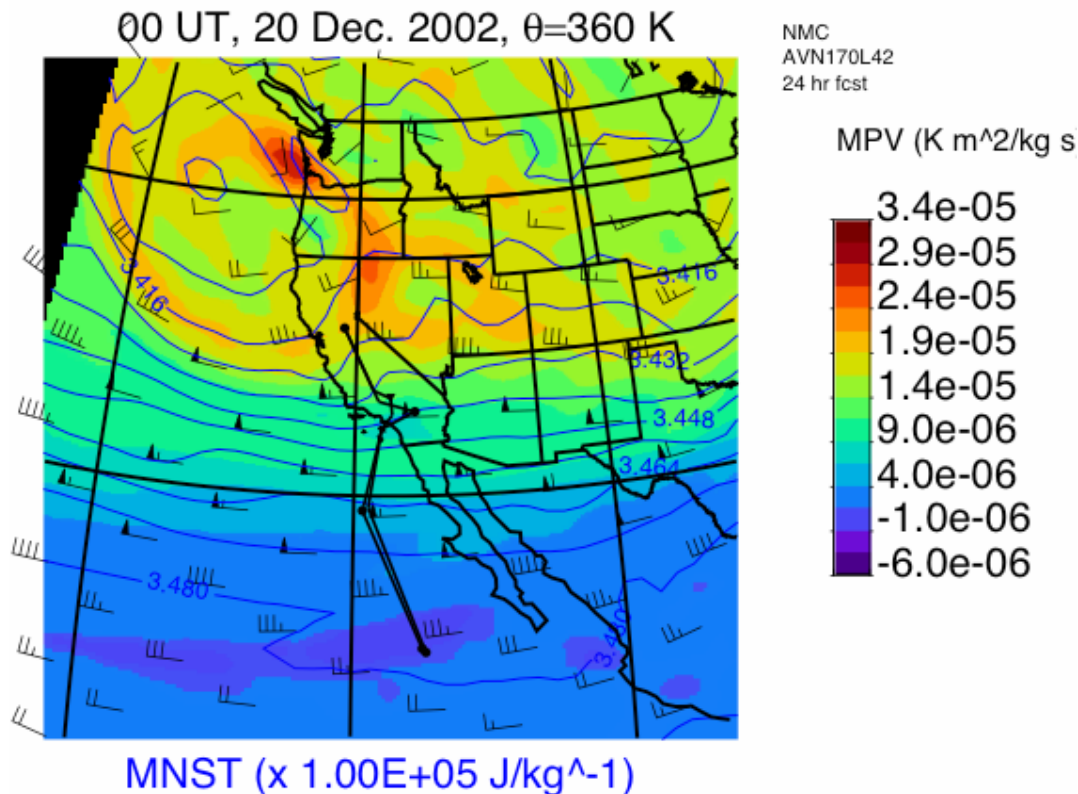 00 UT, 20 Dec. 2002, θ=360 K
NMC
AVN170L42
24 hr fcst
MPV (K m^2/kg s)
3.4e-05
2.9e-05
2.4e-05
1.9e-05
1.4e-05
9.0e-06
4.0e-06
-1.0e-06
-6.0e-06
3.416
3.416
3.432
3.448
3.464
3.480
3.480
MNST (x 1.00E+05 J/kg^-1)